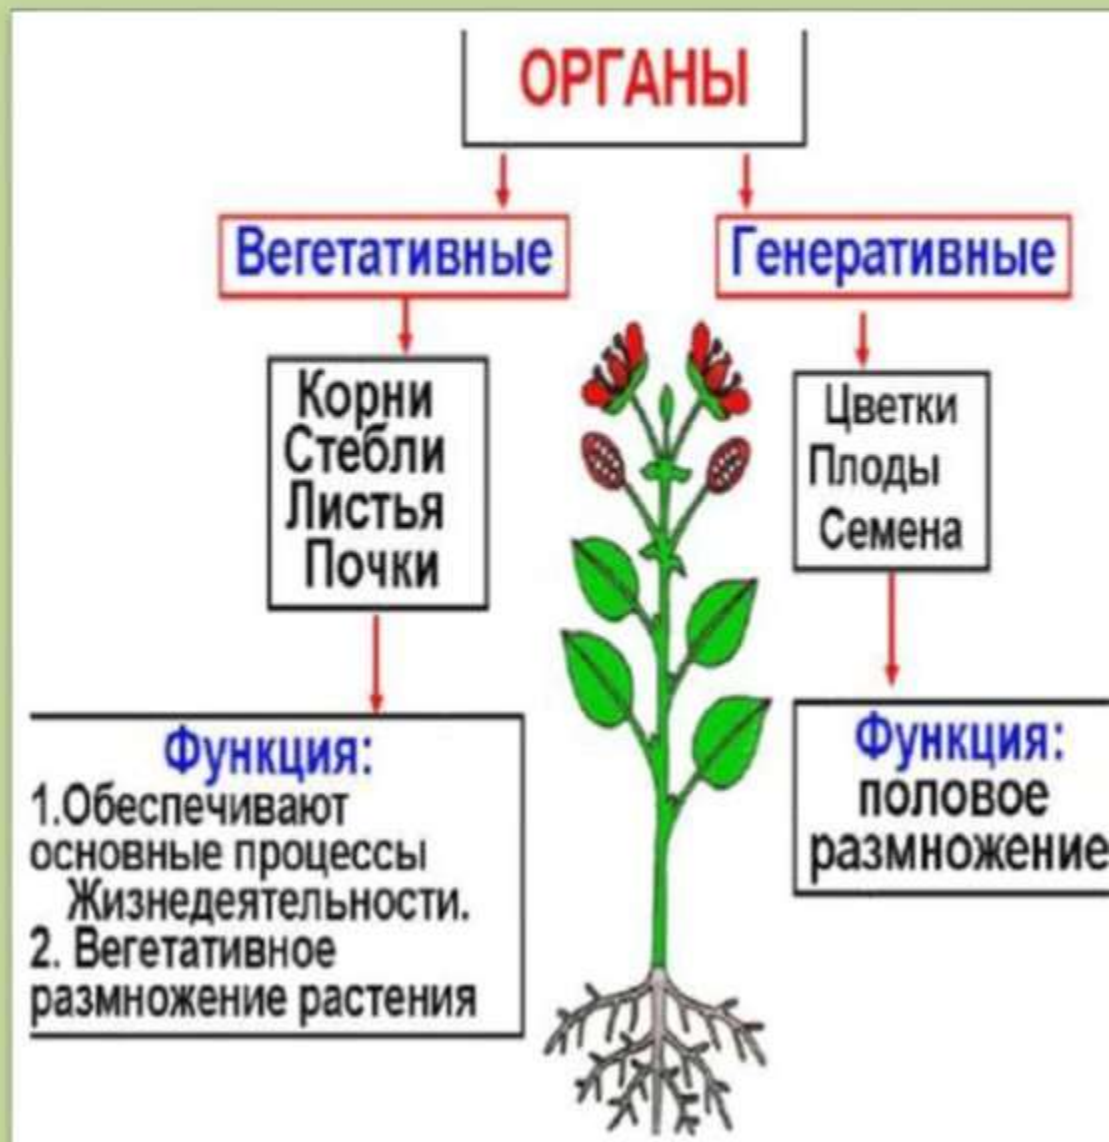 ОРГАНЫ
Вегетативные
Генеративные
Корни
Стебли
Листья
Почки
Цветки
Плоды
Семена
Функция:
1.Обеспечивают
основные процессы
Жизнедеятельности.
2. Вегетативное
размножение растения
Функция:
половое
размножение